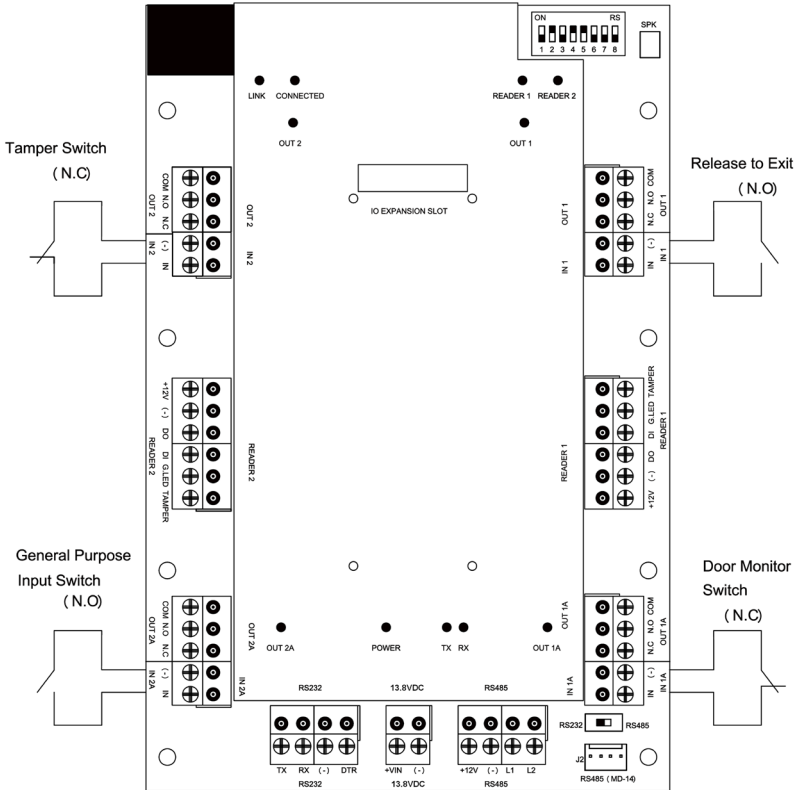 ON RS
1 2 3 4 5 6 7 8
SPK
LINK CONNECTED
READER 1 READER 2
OUT 2
OUT 1
IO EXPANSION SLOT
Tamper Switch
(N.C)
Release to Exit
(N.O)
COM N.O N.C
OUT 2
(-) IN
IN 2
OUT 2
IN 2
OUT 1
IN 1
N.C N.O COM
OUT 1
IN (-)
IN 1
+12V (-) DO DI G.LED TAMPER
READER 2
READER 2
READER 1
+12V (-) DO DI G.LED TAMPER
READER 1
General Purpose
Input Switch
(N.O)
Door Monitor
Switch
(N.C)
COM N.O N.C
OUT 2A
(-) IN
IN 2A
OUT 2A
IN 2A
OUT 1A
IN 1A
N.C N.O COM
OUT 1A
IN (-)
IN 1A
OUT 2A
POWER
TX RX
OUT 1A
RS232 13.8VDC RS485
TX RX (-) DTR
RS232
+VIN (-)
13.8VDC
+12V (-) L1 L2
RS485
RS232 RS485
J2
RS485 (MD-14)